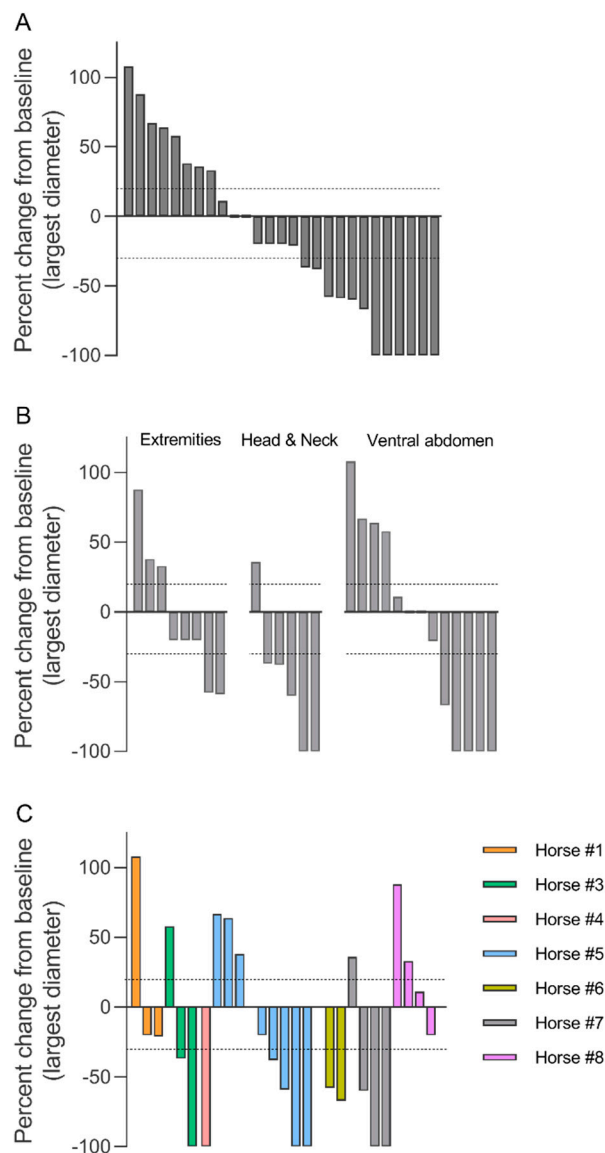 A
Percent change from baseline
(largest diameter)
100
50
0
-50
-100
B
Extremities Head & Neck Ventral abdomen
Percent change from baseline
(largest diameter)
100
50
0
-50
-100
C
Percent change from baseline
(largest diameter)
100
50
0
-50
-100
Horse #1
Horse #3
Horse #4
Horse #5
Horse #6
Horse #7
Horse #8